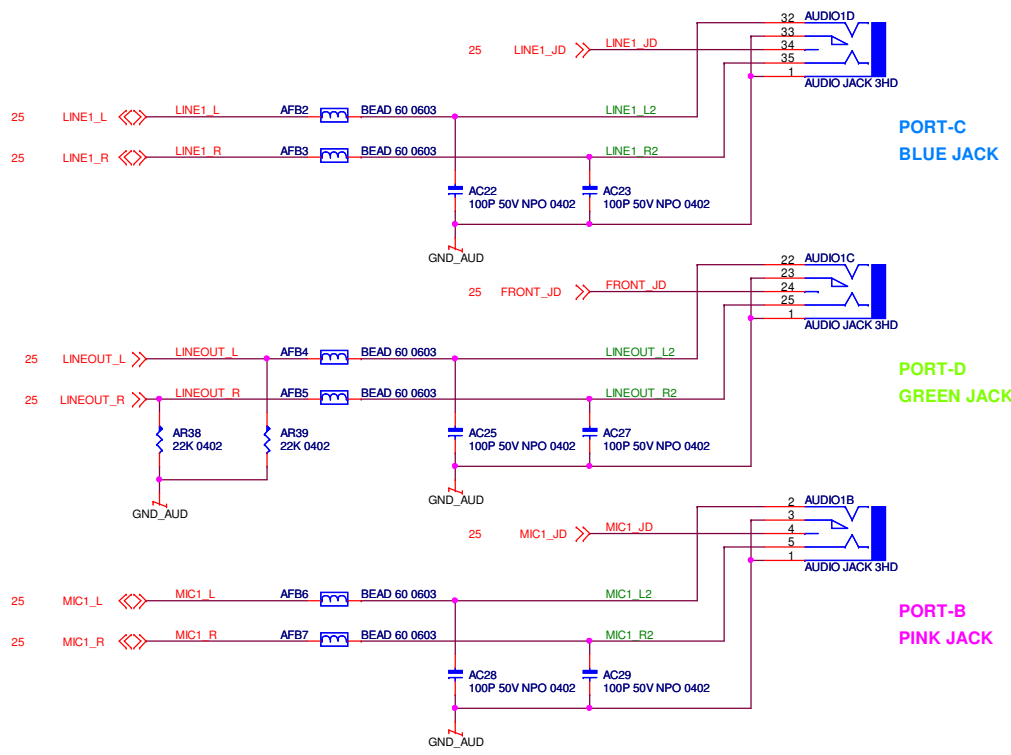 32 AUDIO1D
33
25 LINE1_JD LINE1_JD 34
35
1 AUDIO JACK 3HD
25 LINE1_L LINE1_L AFB2 BEAD 60 0603 LINE1_L2
PORT-C
25 LINE1_R LINE1_R AFB3 BEAD 60 0603 LINE1_R2
BLUE JACK
AC22
100P 50V NPO 0402
AC23
100P 50V NPO 0402
GND_AUD
22 AUDIO1C
23
25 FRONT_JD FRONT_JD 24
25
1 AUDIO JACK 3HD
25 LINEOUT_L LINEOUT_L AFB4 BEAD 60 0603 LINEOUT_L2
PORT-D
25 LINEOUT_R LINEOUT_R AFB5 BEAD 60 0603 LINEOUT_R2
GREEN JACK
AR38
22K 0402
AR39
22K 0402
AC25
100P 50V NPO 0402
AC27
100P 50V NPO 0402
GND_AUD
GND_AUD
2 AUDIO1B
3
25 MIC1_JD MIC1_JD 4
5
1 AUDIO JACK 3HD
25 MIC1_L MIC1_L AFB6 BEAD 60 0603 MIC1_L2
PORT-B
25 MIC1_R MIC1_R AFB7 BEAD 60 0603 MIC1_R2
PINK JACK
AC28
100P 50V NPO 0402
AC29
100P 50V NPO 0402
GND_AUD